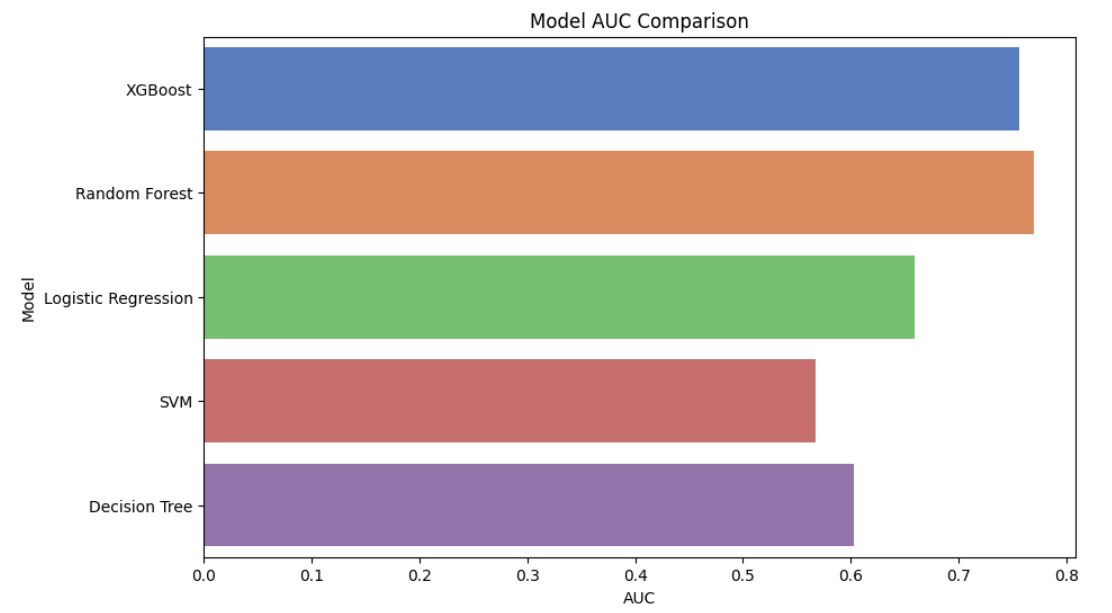 Model AUC Comparison
XGBoost
Random Forest
Logistic Regression
SVM
Decision Tree
Model
0.0 0.1 0.2 0.3 0.4 0.5 0.6 0.7 0.8
AUC